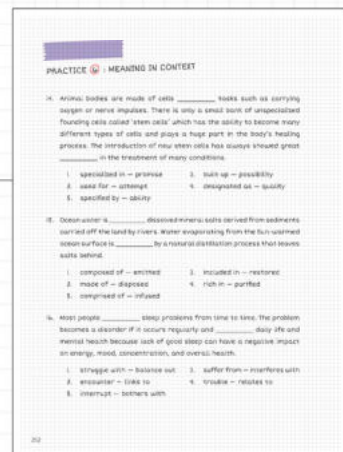 PRACTICE : MEANING IN CONTEXT
14. Animal bodies are made of cells ________ tasks such as carrying
oxygen or nerve impulses. There is only a small bank of unspecialised
founding cells called 'stem cells' which has the ability to become many
different types of cells and plays a huge part in the body's healing
process. The introduction of new stem cells has always showed great
________ in the treatment of many conditions.
1. specialized in – promise 2. built up – possibility
3. used for – attempt 4. designated as – quality
5. specified by – ability
15. Ocean water is ________ dissolved mineral salts derived from sediments
carried off the land by rivers. Water evaporating from the Sun-warmed
ocean surface is ________ by a natural distillation process that leaves
salts behind.
1. composed of – emitted 2. included in – restored
3. made of – disposed 4. rich in – purified
5. comprised of – infused
16. Most people ________ sleep problems from time to time. The problem
becomes a disorder if it occurs regularly and ________ daily life and
mental health because lack of good sleep can have a negative impact
on energy, mood, concentration, and overall health.
1. struggle with – balance out 2. suffer from – interferes with
3. encounter – links to 4. trouble – relates to
5. interrupt – bothers with